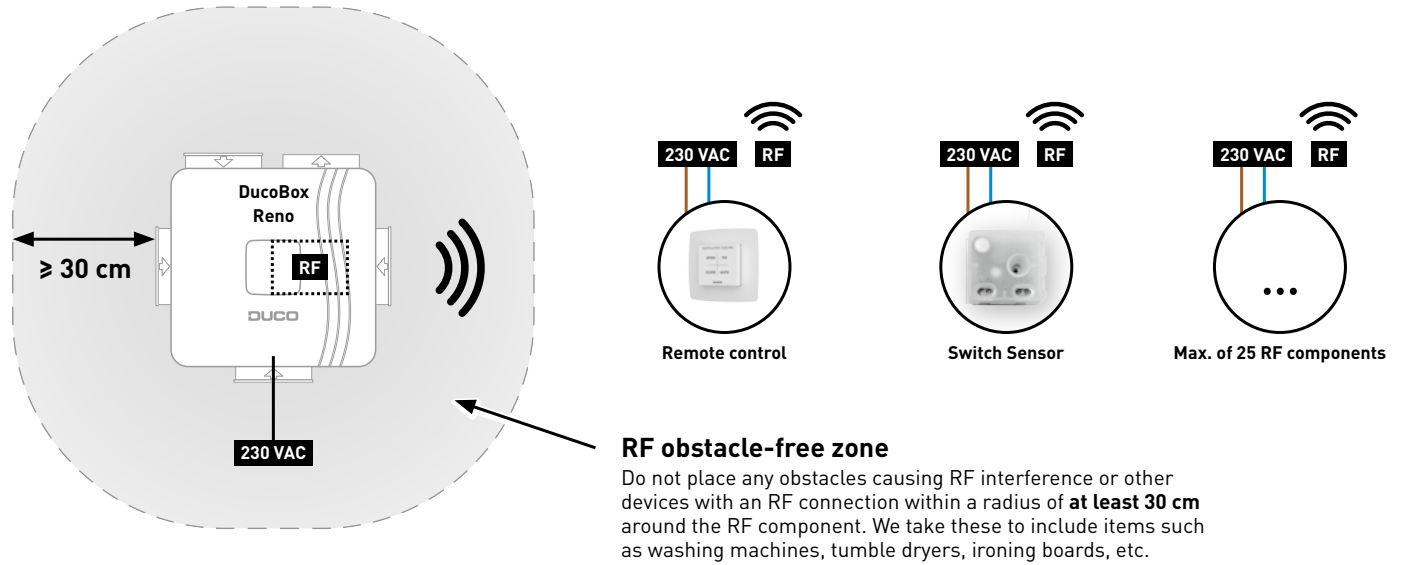 DucoBox
Reno
RF
⩾ 30 cm
DUCO
230 VAC
230 VAC RF
Remote control
230 VAC RF
Switch Sensor
230 VAC RF
...
Max. of 25 RF components
RF obstacle-free zone
Do not place any obstacles causing RF interference or other
devices with an RF connection within a radius of at least 30 cm
around the RF component. We take these to include items such
as washing machines, tumble dryers, ironing boards, etc.